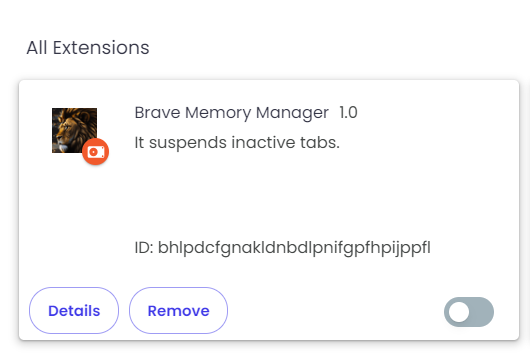 All Extensions
Brave Memory Manager 1.0
It suspends inactive tabs.
ID: bhlpdcfgnakldnbdlpnifgpfhpijppfl
Details Remove